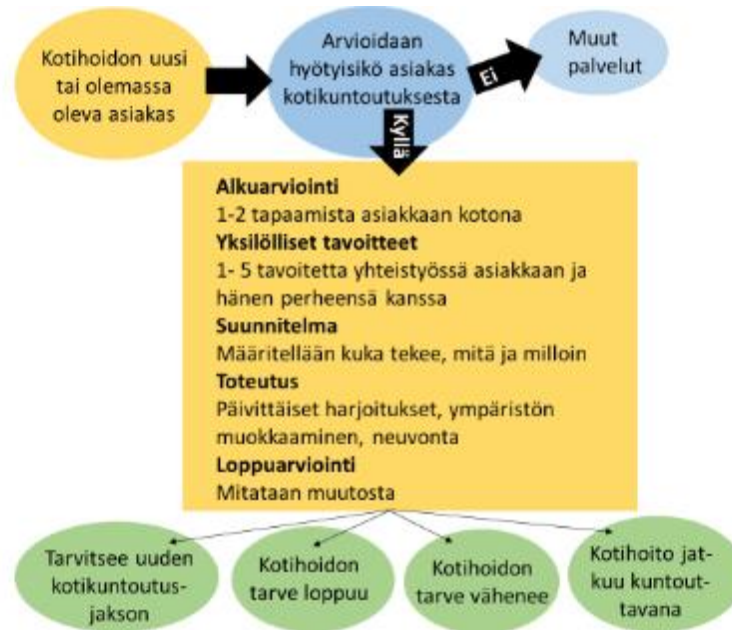 Kotihoidon uusi
tai olemassa
oleva asiakas
Arvioidaan
hyötyisikö asiakas
kotikuntoutuksesta
Ei
Muut
palvelut
Kyllä
Alkuarviointi
1-2 tapaamista asiakkaan kotona
Yksilölliset tavoitteet
1- 5 tavoitetta yhteistyössä asiakkaan ja
hänen perheensä kanssa
Suunnitelma
Määritellään kuka tekee, mitä ja milloin
Toteutus
Päivittäiset harjoitukset, ympäristön
muokkaaminen, neuvonta
Loppuarviointi
Mitataan muutosta
Tarvitsee uuden
kotikuntoutus-
jakson
Kotihoidon
tarve loppuu
Kotihoidon
tarve vähenee
Kotihoito jat-
kuu kuntout-
tavana